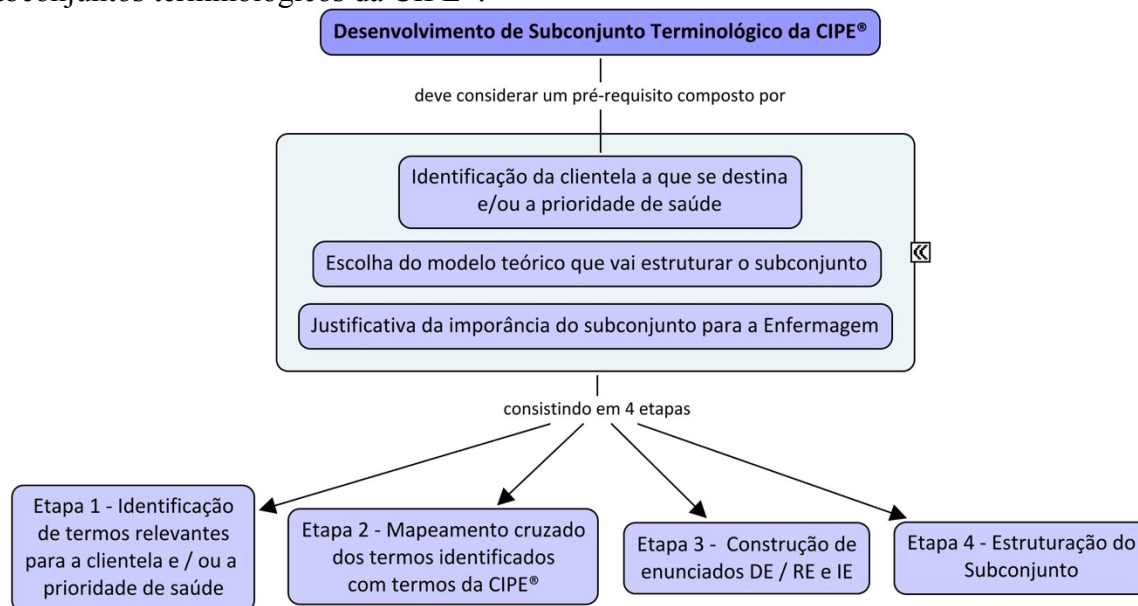 Desenvolvimento de Subconjunto Terminológico da CIPE®
deve considerar um pré-requisito composto por
Identificação da clientela a que se destina
e/ou a prioridade de saúde
Escolha do modelo teórico que vai estruturar o subconjunto
Justificativa da imporância do subconjunto para a Enfermagem
consistindo em 4 etapas
Etapa 1 - Identificação
de termos relevantes
para a clientela e / ou a
prioridade de saúde
Etapa 2 - Mapeamento cruzado
dos termos identificados
com termos da CIPE®
Etapa 3 - Construção de
enunciados DE / RE e IE
Etapa 4 - Estruturação do
Subconjunto